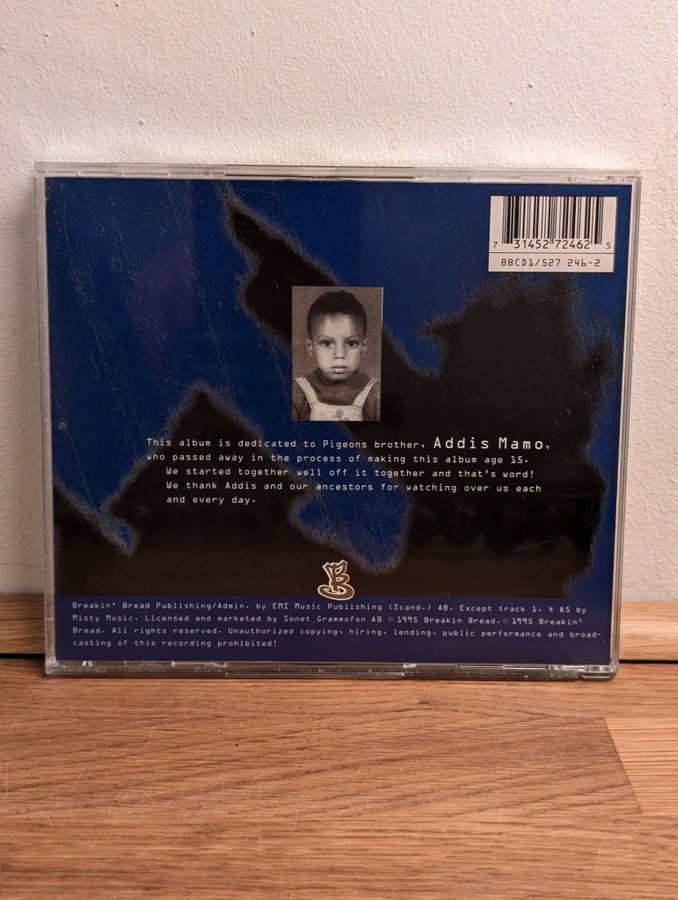 7 31452 72462 5
BBCD1/527 246-2
This album is dedicated to Pigeons brother, Addis Mamo,
who passed away in the process of making this album age 15.
We started together well off it together and that's word!
We thank Addis and our ancestors for watching over us each
and every day.
B
Breakin' Bread Publishing/Admin. by EMI Music Publishing (Scand.) AB. Except track 1, 4 &5 by
Misty Music. Licensed and marketed by Sonet Grammofon AB ℗ 1995 Breakin Bread. © 1995 Breakin'
Bread. All rights reserved. Unauthorized copying, hiring, lending, public performance and broad-
casting of this recording prohibited!